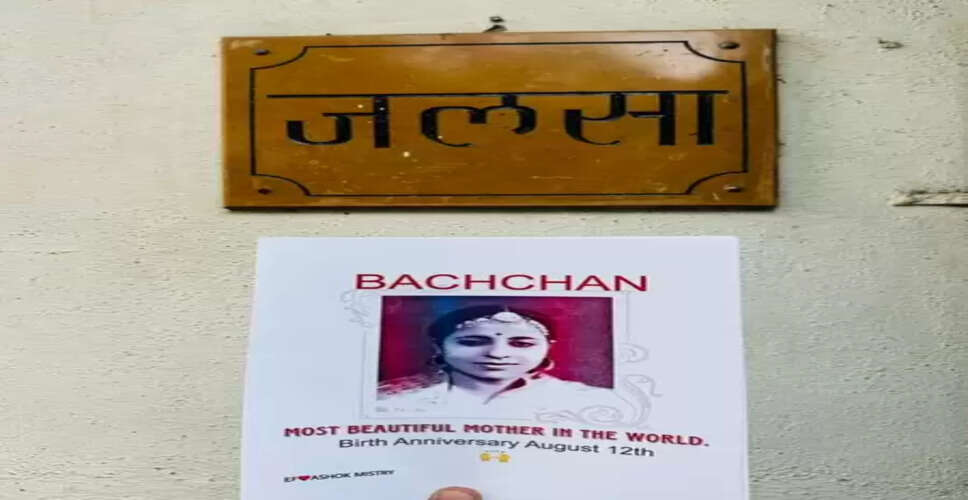 जलसा
BACHCHAN
MOST BEAUTIFUL MOTHER IN THE WORLD.
Birth Anniversary August 12th
EF❤ASHOK MISTRY